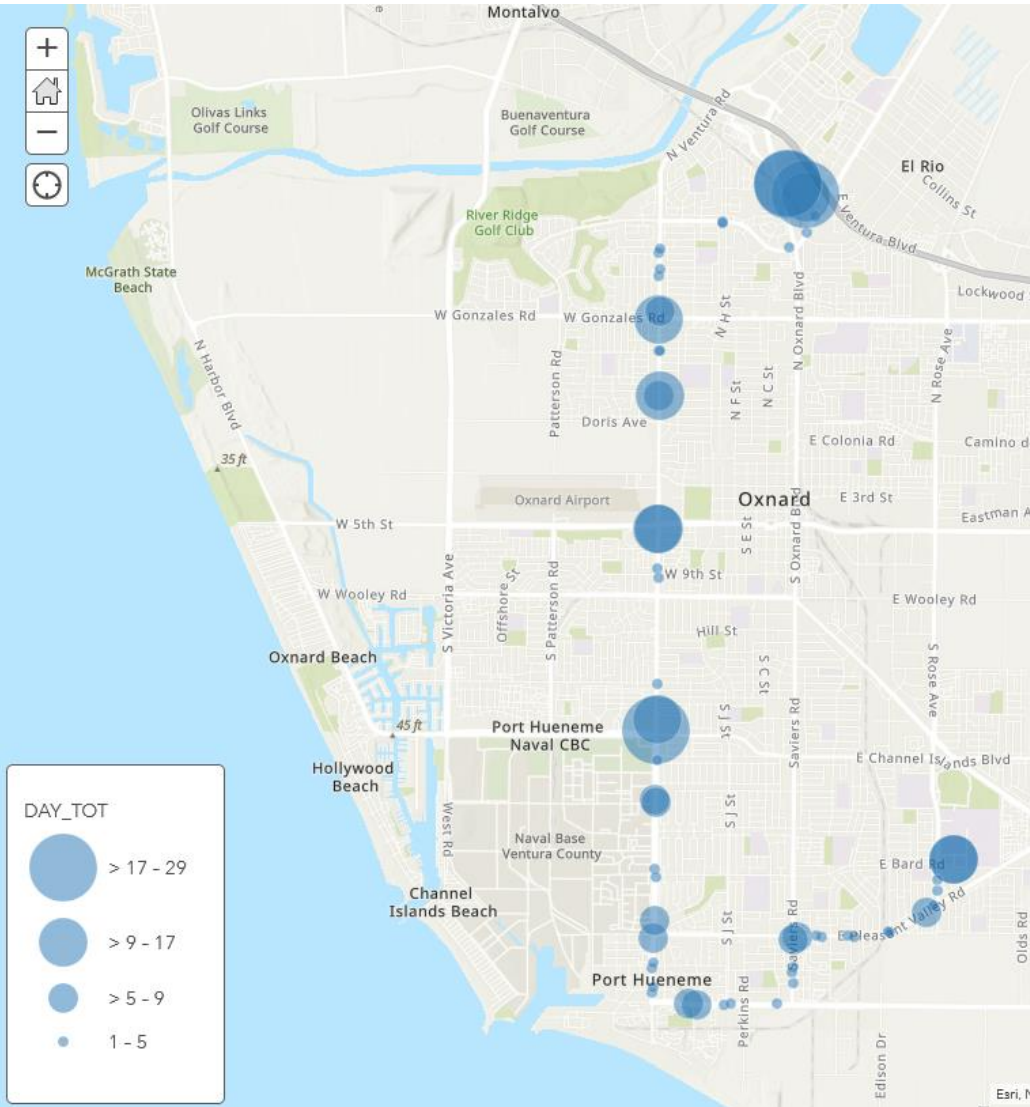 Montalvo
+
−
Olivas Links
Golf Course
Buenaventura
Golf Course
N Ventura Rd
El Rio
Collins St
E Ventura Blvd
River Ridge
Golf Club
McGrath State
Beach
Lockwood
W Gonzales Rd
W Gonzales Rd
N H St
N Oxnard Blvd
N Rose Ave
N Harbor Blvd
Patterson Rd
N F St
N C St
Doris Ave
E Colonia Rd
Camino d
35 ft
Oxnard Airport
Oxnard
E 3rd St
Eastman A
W 5th St
S E St
S Oxnard Blvd
S Victoria Ave
Offshore St
S Patterson Rd
W 9th St
W Wooley Rd
E Wooley Rd
Hill St
Oxnard Beach
S C St
S Rose Ave
45 ft
Port Hueneme
Naval CBC
S J St
Saviers Rd
E Channel Islands Blvd
Hollywood
Beach
West Rd
S J St
Naval Base
Ventura County
E Bard Rd
Channel
Islands Beach
S J St
Saviers Rd
E Pleasant Valley Rd
Olds Rd
Port Hueneme
Perkins Rd
Edison Dr
DAY_TOT
> 17 - 29
> 9 - 17
> 5 - 9
1 - 5
Esri, N